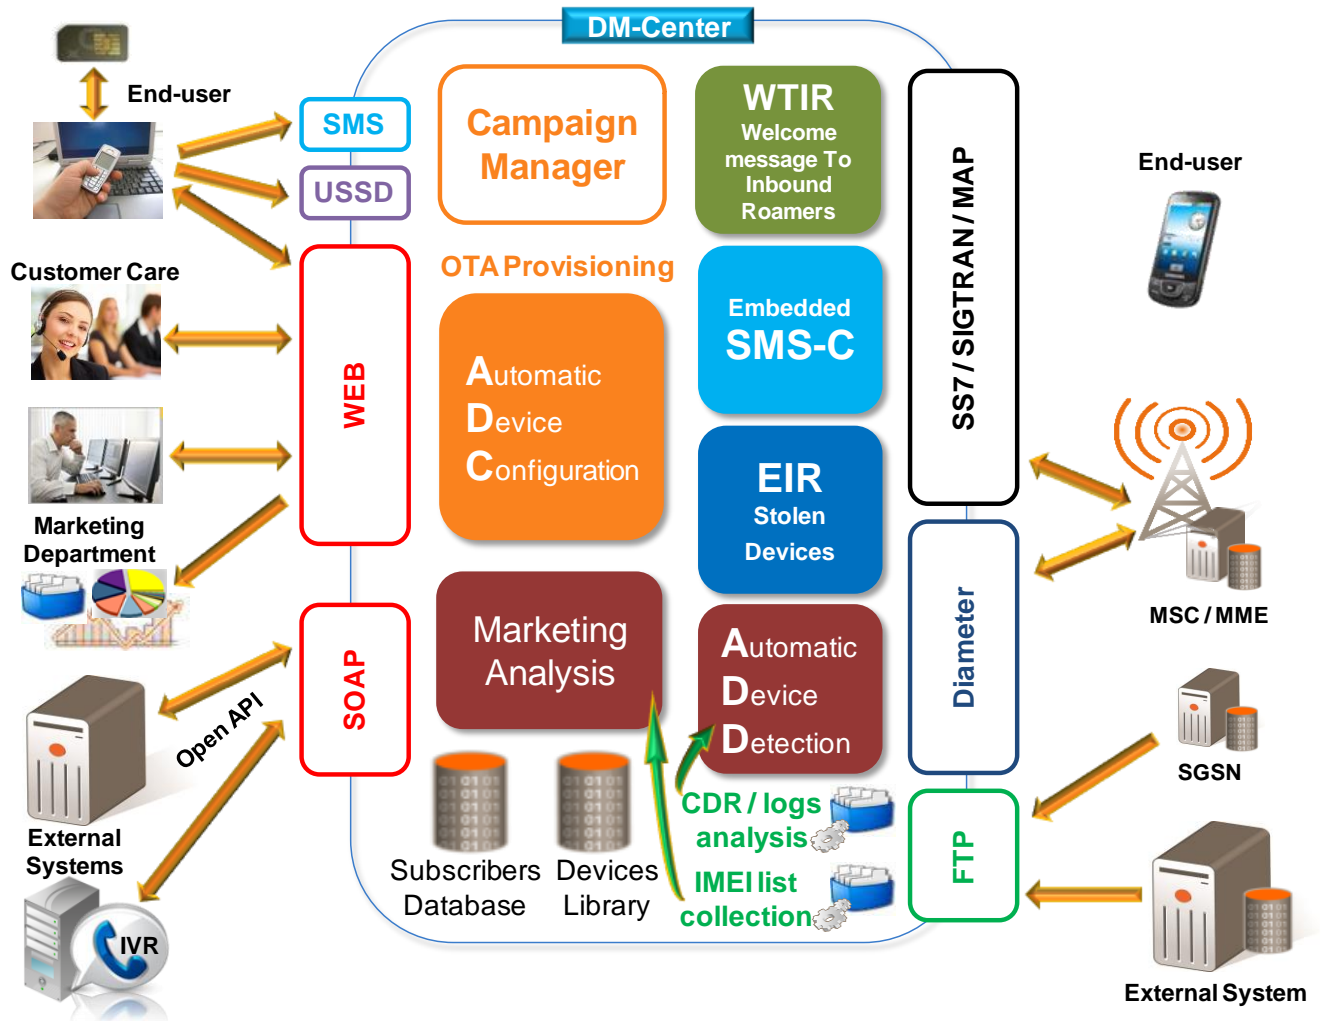 DM-Center
End-user
SMS
USSD
Campaign
Manager
WTIR
Welcome
message To
Inbound
Roamers
SS7 / SIGTRAN / MAP
End-user
Customer Care
WEB
OTA Provisioning
Automatic
Device
Configuration
Embedded
SMS-C
EIR
Stolen
Devices
Marketing
Department
MSC / MME
SOAP
Open API
Marketing
Analysis
Automatic
Device
Detection
Diameter
SGSN
External
Systems
IVR
Subscribers
Database
Devices
Library
CDR / logs
analysis
IMEI list
collection
FTP
External System